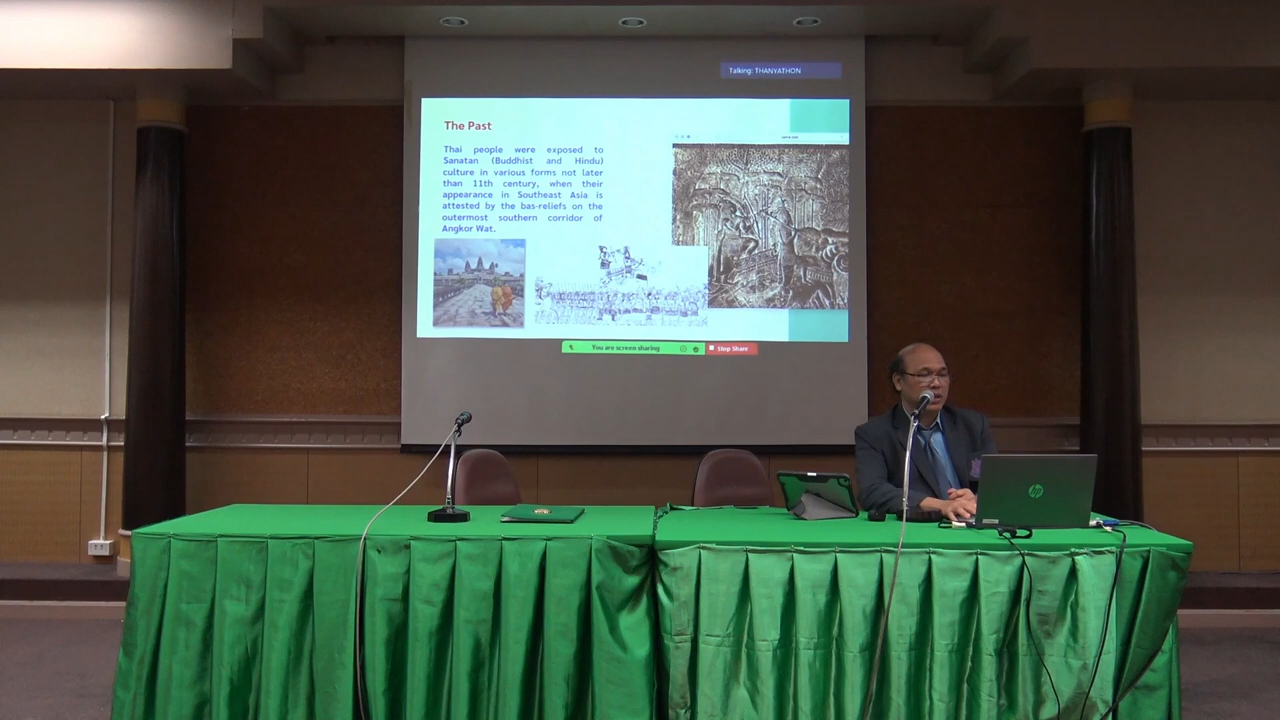 Talking: THANYATHON
The Past
Thai people were exposed to
Sanatan (Buddhist and Hindu)
culture in various forms not later
than 11th century, when their
appearance in Southeast Asia is
attested by the bas-reliefs on the
outermost southern corridor of
Angkor Wat.
You are screen sharing
Stop Share
hp